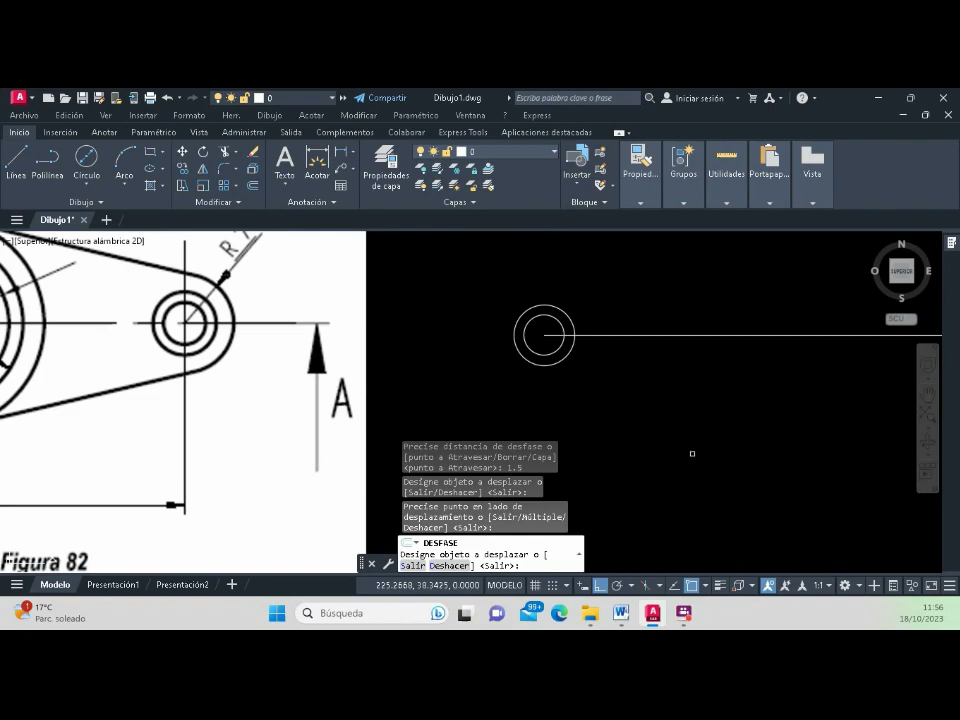 Compartir
Dibujo1.dwg
Escriba palabra clave o frase
Iniciar sesión
Archivo Edición Ver Insertar Formato Herr. Dibujo Acotar Modificar Paramétrico Ventana ? Express
Inicio Inserción Anotar Paramétrico Vista Administrar Salida Complementos Colaborar Express Tools Aplicaciones destacadas
0
0
Línea Polilínea Círculo Arco
Texto Acotar
Propiedades de capa
Insertar
Propied... Grupos Utilidades Portapap... Vista
Dibujo Modificar Anotación Capas Bloque
Dibujo1*
[-][Superior][Estructura alámbrica 2D]
R7
A
Figura 82
N
O SUPERIOR E
S
SCU
Precise distancia de desfase o
[punto a Atravesar/Borrar/Capa]
<punto a Atravesar>: 1.5
Designe objeto a desplazar o
[Salir/Deshacer] <Salir>:
Precise punto en lado de
desplazamiento o [Salir/Múltiple/
Deshacer] <Salir>:
DESFASE
Designe objeto a desplazar o [
Salir Deshacer] <Salir>:
Modelo Presentación1 Presentación2
225.2668, 38.3425, 0.0000 MODELO
1:1
1
17°C
Parc. soleado
Búsqueda
99+
11:56
18/10/2023